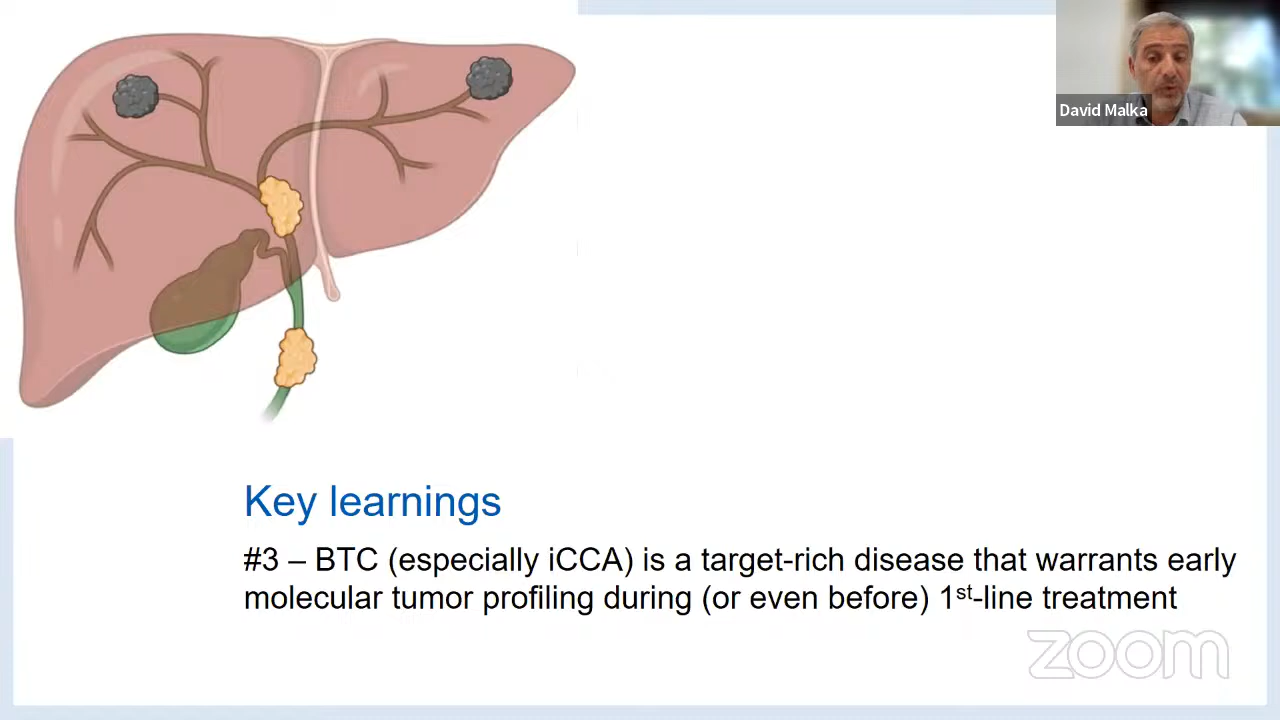 David Malka
Key learnings
#3 – BTC (especially iCCA) is a target-rich disease that warrants early
molecular tumor profiling during (or even before) 1st-line treatment
zoom